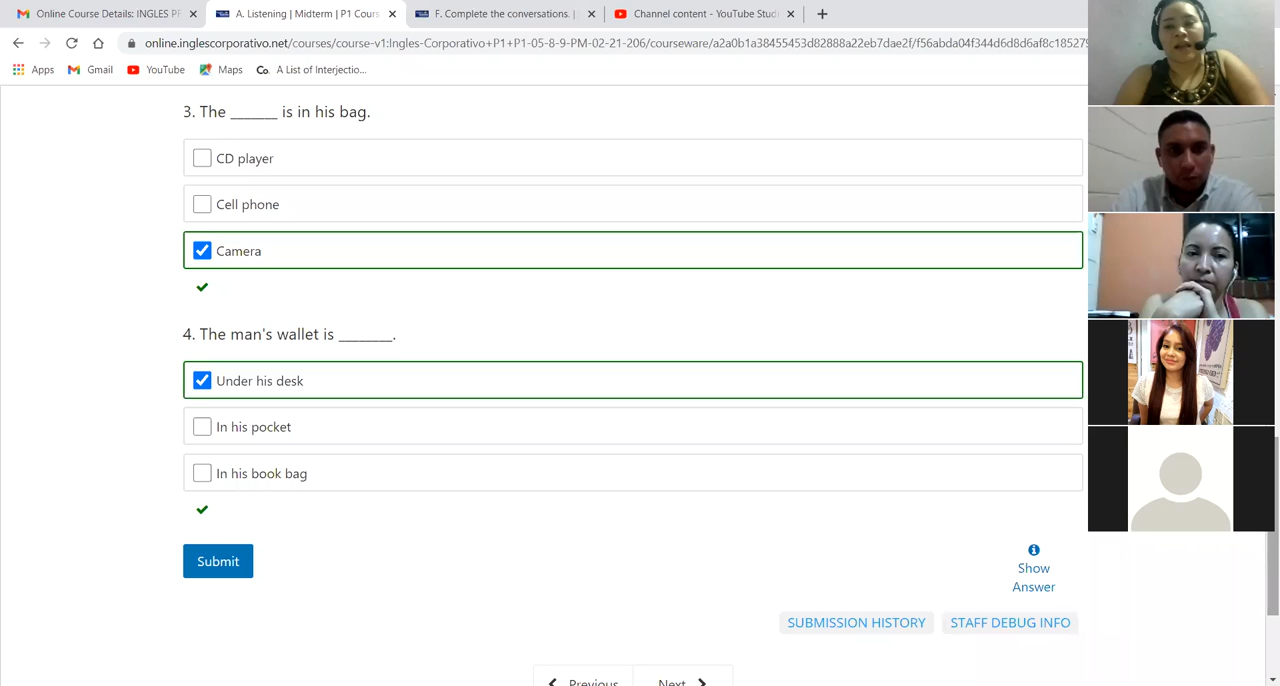 Online Course Details: INGLES PR
A. Listening | Midterm | P1 Cours
F. Complete the conversations. |
Channel content - YouTube Studi
online.inglescorporativo.net/courses/course-v1:Ingles-Corporativo+P1+P1-05-8-9-PM-02-21-206/courseware/a2a0b1a38455453d82888a22eb7dae2f/f56abda04f344d6d8d6af8c185279
Apps
Gmail
YouTube
Maps
Co.
A List of Interjectio...
3. The _______ is in his bag.
CD player
Cell phone
Camera
4. The man's wallet is ________.
Under his desk
In his pocket
In his book bag
Submit
Show
Answer
SUBMISSION HISTORY
STAFF DEBUG INFO
Previous
Next